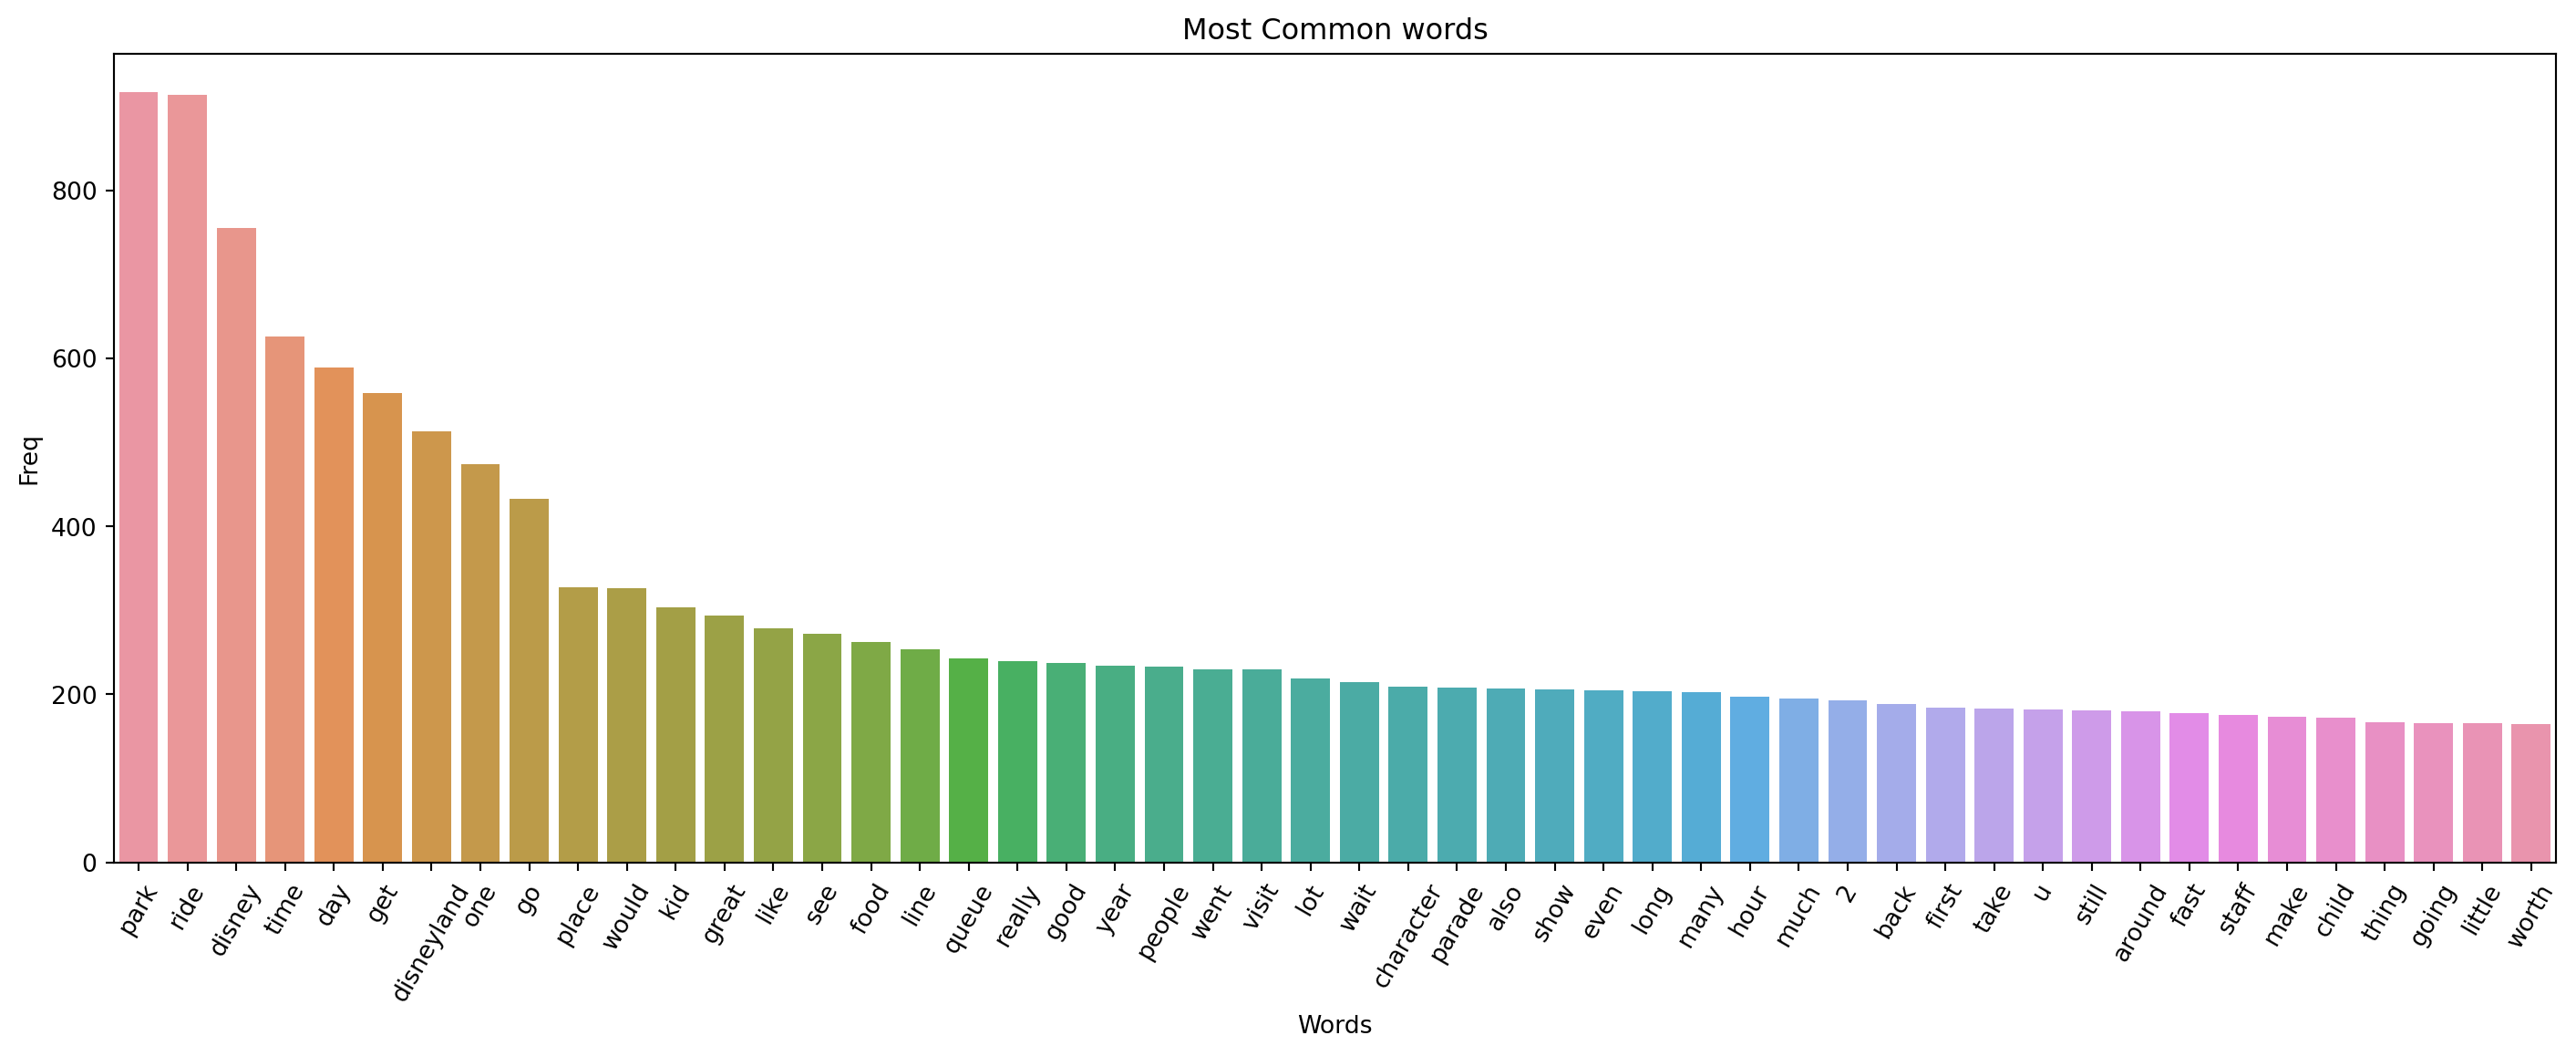 Most Common words
Freq
800
600
400
200
0
park ride disney time day get disneyland one go place would kid great like see food line queue really good year people went visit lot wait character parade also show even long many hour much 2 back first take u still around fast staff make child thing going little worth
Words